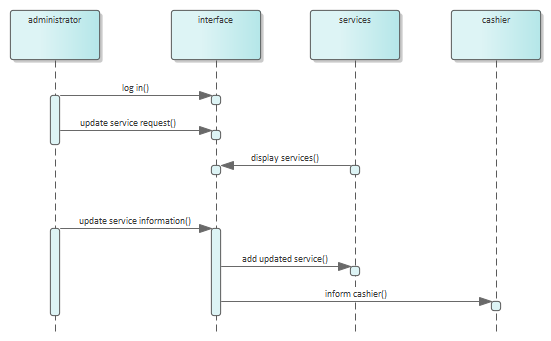 administrator
interface
services
cashier
log in()
update service request()
display services()
update service information()
add updated service()
inform cashier()